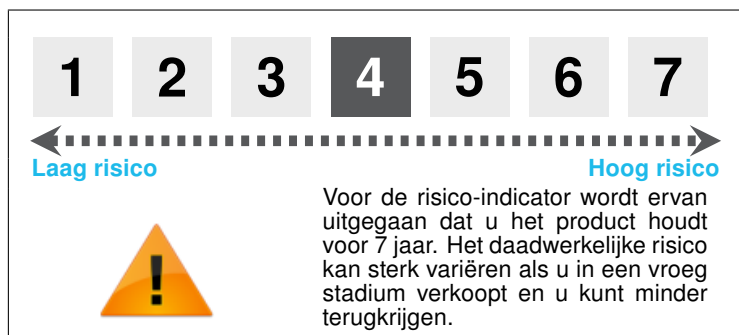 1 2 3 4 5 6 7
Laag risico Hoog risico
Voor de risico-indicator wordt ervan
uitgegaan dat u het product houdt
voor 7 jaar. Het daadwerkelijke risico
kan sterk variëren als u in een vroeg
stadium verkoopt en u kunt minder
terugkrijgen.
!